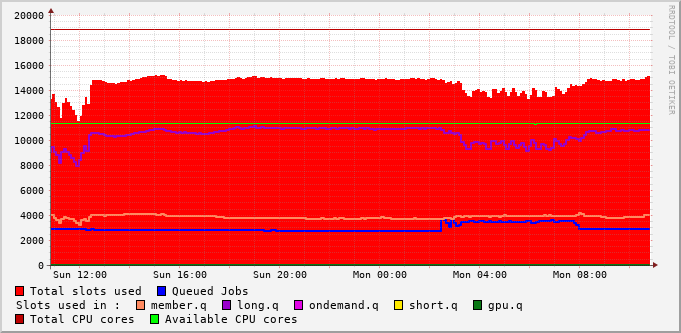 20000
18000
16000
14000
12000
10000
8000
6000
4000
2000
0
Sun 12:00 Sun 16:00 Sun 20:00 Mon 00:00 Mon 04:00 Mon 08:00
RRDTOOL / TOBI OETIKER
Total slots used Queued Jobs
Slots used in : member.q long.q ondemand.q short.q gpu.q
Total CPU cores Available CPU cores